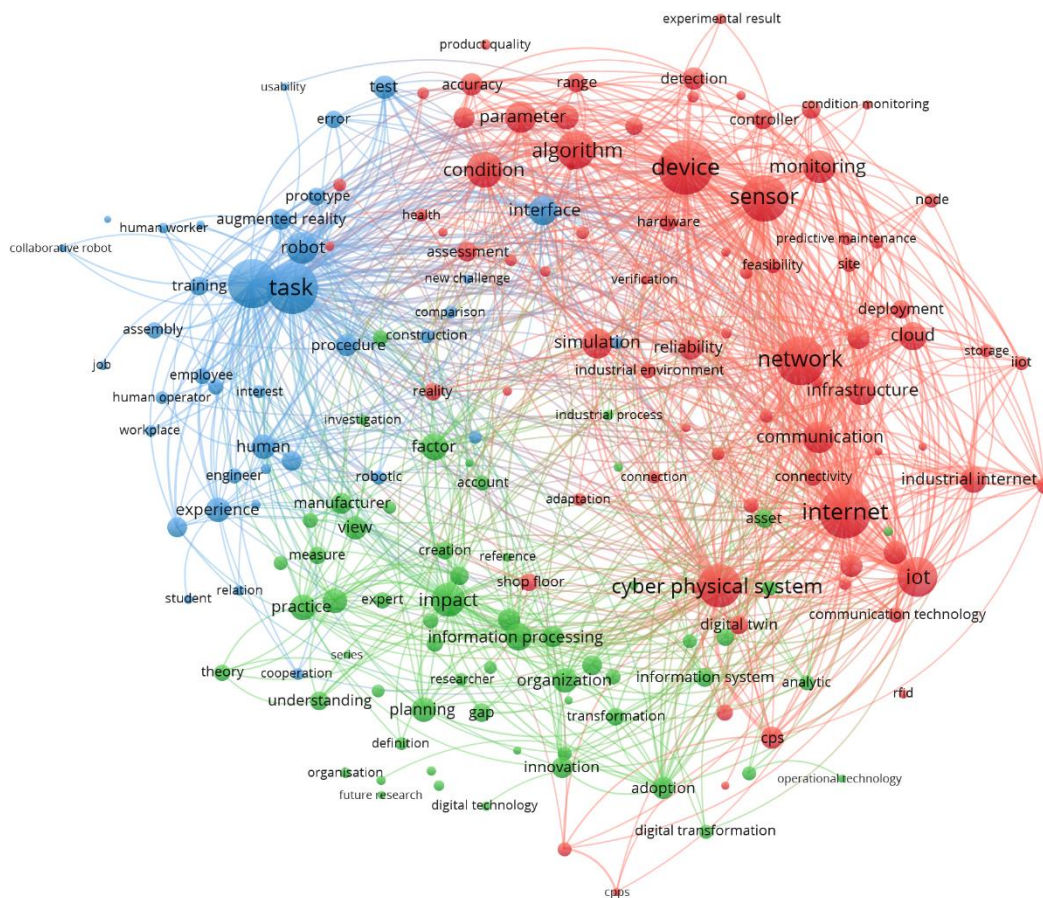 experimental result
product quality
usability
test
accuracy
range
detection
condition monitoring
error
parameter
controller
algorithm
condition
device
monitoring
sensor
prototype
interface
node
augmented reality
health
hardware
human worker
collaborative robot
robot
assessment
predictive maintenance
new challenge
verification
feasibility
site
training
task
comparison
deployment
assembly
construction
procedure
simulation
reliability
network
cloud
storage
iiot
job
employee
industrial environment
infrastructure
human operator
interest
reality
investigation
industrial process
workplace
human
factor
communication
engineer
robotic
account
connection
connectivity
industrial internet
manufacturer
adaptation
experience
view
asset
internet
measure
creation
reference
shop floor
cyber physical system
iot
student
relation
practice
expert
impact
communication technology
digital twin
information processing
series
theory
cooperation
researcher
organization
information system
analytic
rfid
understanding
planning
gap
transformation
definition
cps
organisation
innovation
operational technology
future research
digital technology
adoption
digital transformation
cpps